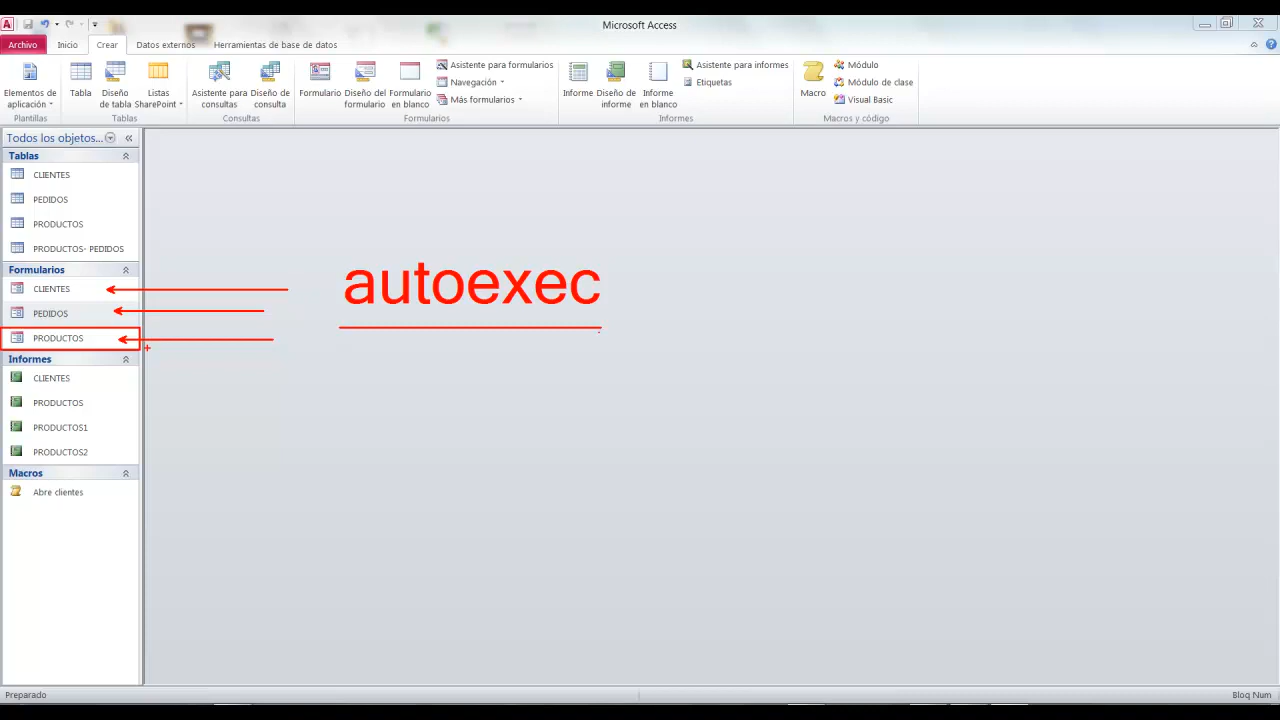 Microsoft Access
Archivo Inicio Crear Datos externos Herramientas de base de datos
Elementos de aplicación
Plantillas
Tabla
Diseño de tabla
Listas SharePoint
Tablas
Asistente para consultas
Diseño de consulta
Consultas
Formulario
Diseño del formulario
Formulario en blanco
Asistente para formularios
Navegación
Más formularios
Formularios
Informe
Diseño de informe
Informe en blanco
Asistente para informes
Etiquetas
Informes
Macro
Módulo
Módulo de clase
Visual Basic
Macros y código
Todos los objetos...
Tablas
CLIENTES
PEDIDOS
PRODUCTOS
PRODUCTOS- PEDIDOS
Formularios
CLIENTES
PEDIDOS
PRODUCTOS
Informes
CLIENTES
PRODUCTOS
PRODUCTOS1
PRODUCTOS2
Macros
Abre clientes
autoexec
Preparado
Bloq Num